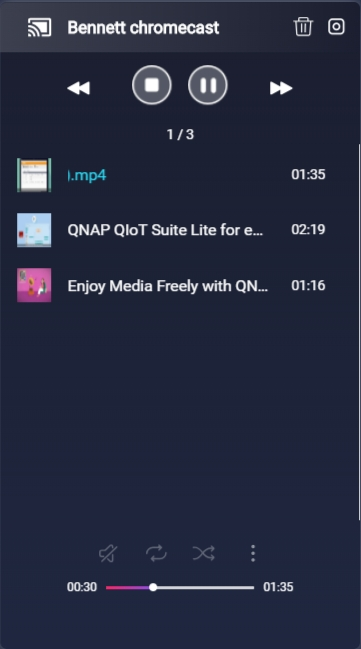 Bennett chromecast
1 / 3
).mp4 01:35
QNAP QIoT Suite Lite for e... 02:19
Enjoy Media Freely with QN... 01:16
00:30 01:35